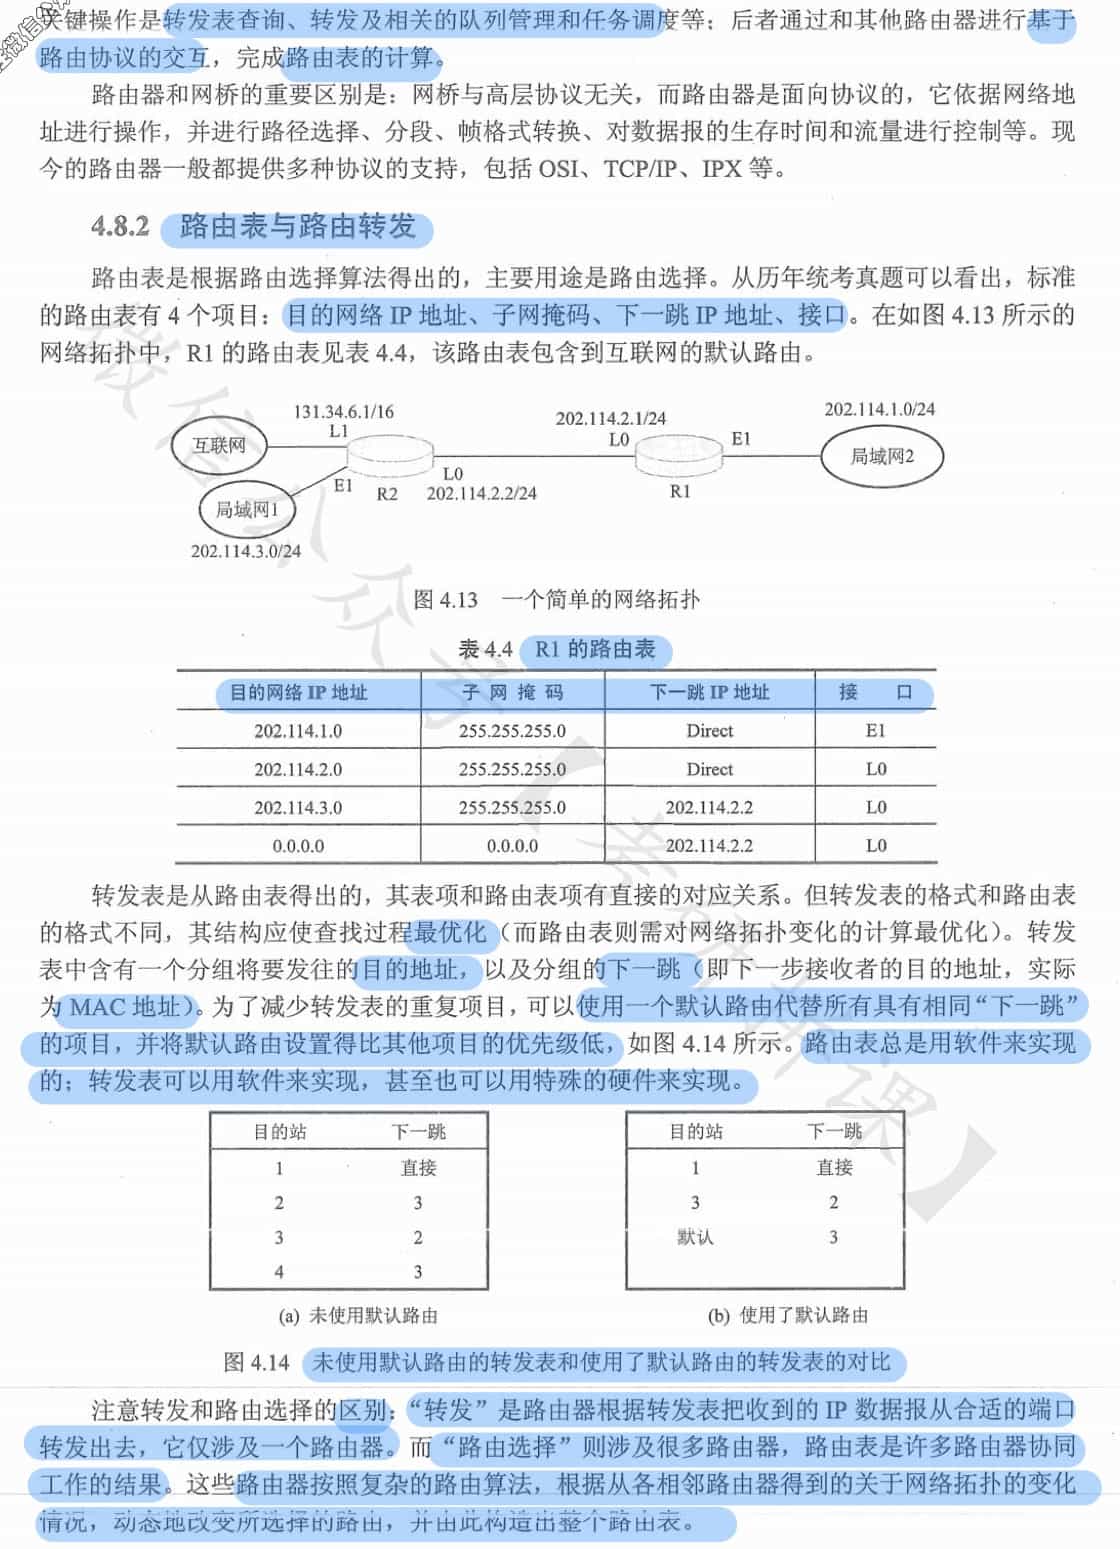 关键操作是转发表查询、转发及相关的队列管理和任务调度等；后者通过和其他路由器进行基于
路由协议的交互，完成路由表的计算。
路由器和网桥的重要区别是：网桥与高层协议无关，而路由器是面向协议的，它依据网络地
址进行操作，并进行路径选择、分段、帧格式转换、对数据报的生存时间和流量进行控制等。现
今的路由器一般都提供多种协议的支持，包括 OSI、TCP/IP、IPX 等。
4.8.2 路由表与路由转发
路由表是根据路由选择算法得出的，主要用途是路由选择。从历年统考真题可以看出，标准
的路由表有 4 个项目：目的网络 IP 地址、子网掩码、下一跳 IP 地址、接口。在如图 4.13 所示的
网络拓扑中，R1 的路由表见表 4.4，该路由表包含到互联网的默认路由。
131.34.6.1/16 202.114.2.1/24 202.114.1.0/24
L1 L0 E1
互联网 局域网2
E1 R2 L0 R1
202.114.2.2/24
局域网1
202.114.3.0/24
图 4.13 一个简单的网络拓扑
表 4.4 R1 的路由表
目的网络 IP 地址 子网掩码 下一跳 IP 地址 接口
202.114.1.0 255.255.255.0 Direct E1
202.114.2.0 255.255.255.0 Direct L0
202.114.3.0 255.255.255.0 202.114.2.2 L0
0.0.0.0 0.0.0.0 202.114.2.2 L0
转发表是从路由表得出的，其表项和路由表项有直接的对应关系。但转发表的格式和路由表
的格式不同，其结构应使查找过程最优化（而路由表则需对网络拓扑变化的计算最优化）。转发
表中含有一个分组将要发往的目的地址，以及分组的下一跳（即下一步接收者的目的地址，实际
为 MAC 地址）。为了减少转发表的重复项目，可以使用一个默认路由代替所有具有相同“下一跳”
的项目，并将默认路由设置得比其他项目的优先级低，如图 4.14 所示。路由表总是用软件来实现
的；转发表可以用软件来实现，甚至也可以用特殊的硬件来实现。
目的站 下一跳
1 直接
2 3
3 2
4 3
(a) 未使用默认路由
目的站 下一跳
1 直接
3 2
默认 3
(b) 使用了默认路由
图 4.14 未使用默认路由的转发表和使用了默认路由的转发表的对比
注意转发和路由选择的区别：“转发”是路由器根据转发表把收到的 IP 数据报从合适的端口
转发出去，它仅涉及一个路由器。而“路由选择”则涉及很多路由器，路由表是许多路由器协同
工作的结果。这些路由器按照复杂的路由算法，根据从各相邻路由器得到的关于网络拓扑的变化
情况，动态地改变所选择的路由，并由此构造出整个路由表。